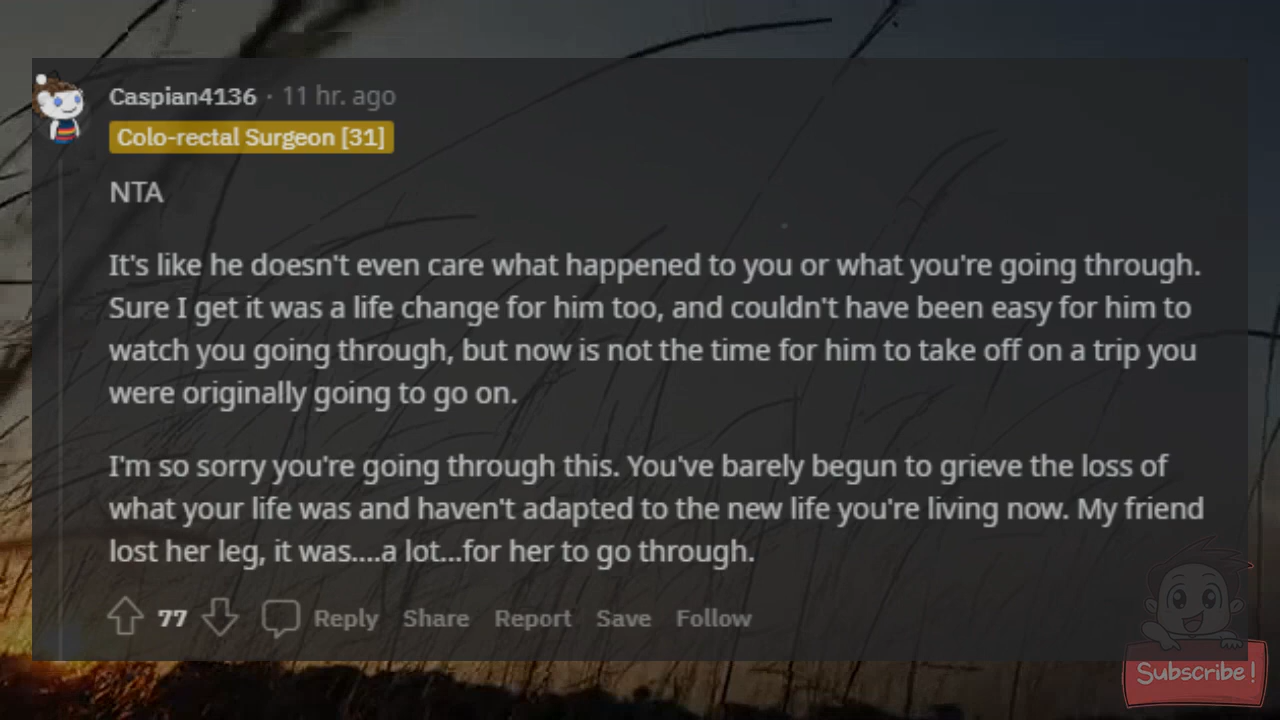 Caspian4136 · 11 hr. ago
Colo-rectal Surgeon [31]
NTA
It's like he doesn't even care what happened to you or what you're going through.
Sure I get it was a life change for him too, and couldn't have been easy for him to
watch you going through, but now is not the time for him to take off on a trip you
were originally going to go on.
I'm so sorry you're going through this. You've barely begun to grieve the loss of
what your life was and haven't adapted to the new life you're living now. My friend
lost her leg, it was....a lot...for her to go through.
77 Reply Share Report Save Follow
Subscribe!